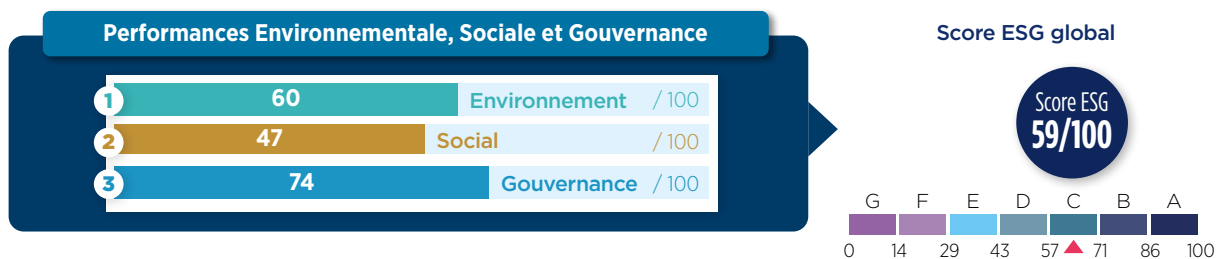 Performances Environnementale, Sociale et Gouvernance
1 60 Environnement / 100
2 47 Social / 100
3 74 Gouvernance / 100
Score ESG global
Score ESG
59/100
G F E D C B A
0 14 29 43 57 71 86 100